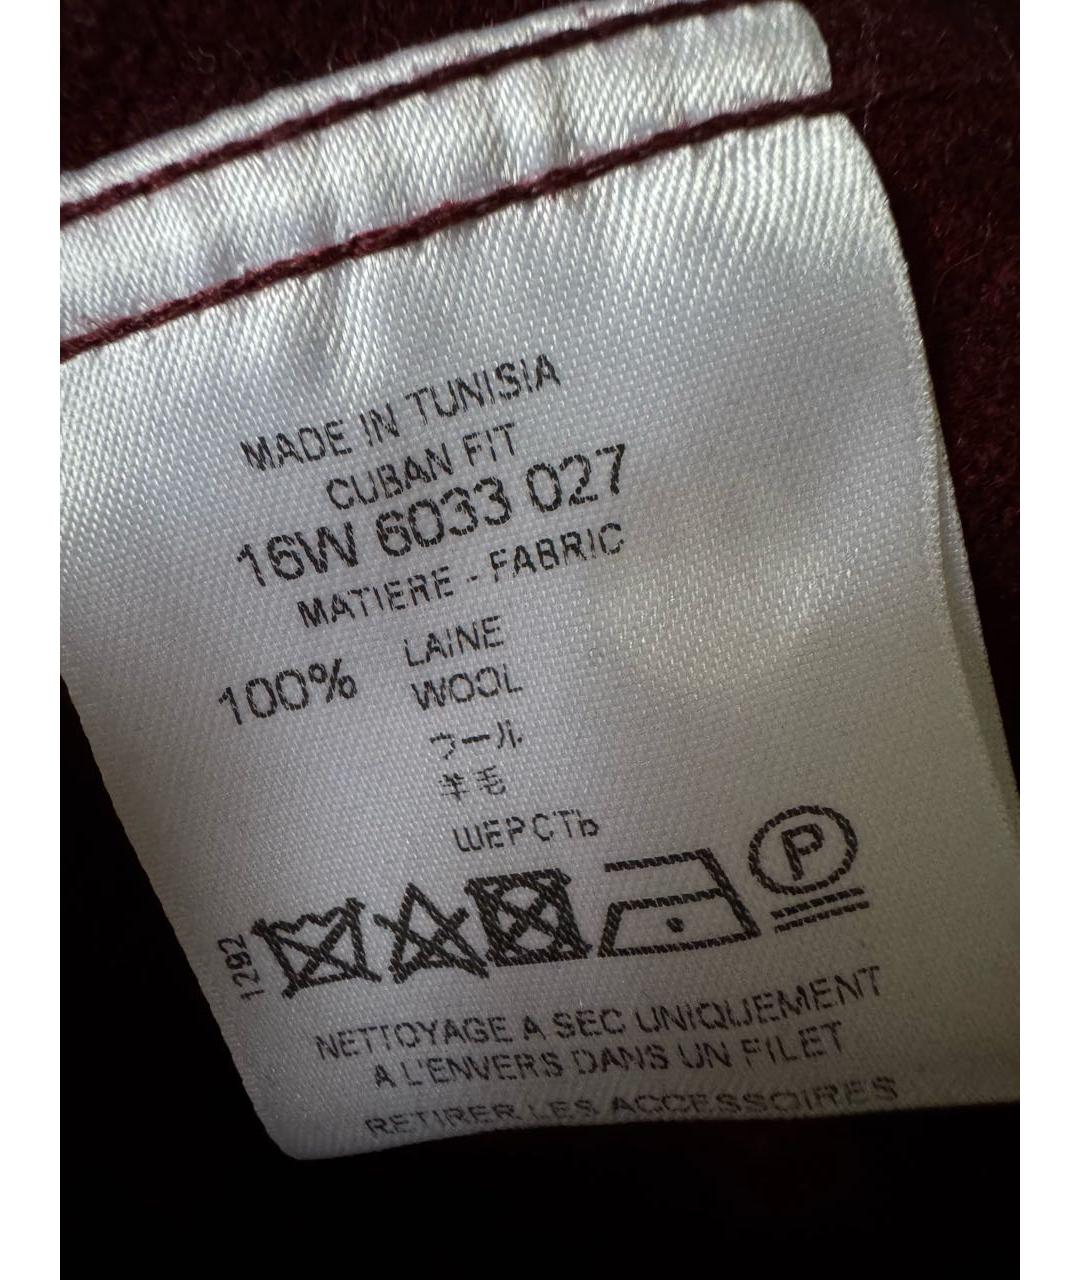 MADE IN TUNISIA
CUBAN FIT
16W 6033 027
MATIERE - FABRIC
100% LAINE
WOOL
ウール
羊毛
ШЕРСТЬ
1292
P
NETTOYAGE A SEC UNIQUEMENT
A L'ENVERS DANS UN FILET
RETIRER LES ACCESSOIRES